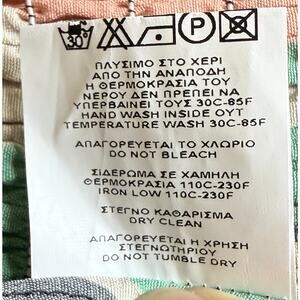 30°
P
ΠΛΥΣΙΜΟ ΣΤΟ ΧΕΡΙ
ΑΠΟ ΤΗΝ ΑΝΑΠΟΔΗ
Η ΘΕΡΜΟΚΡΑΣΙΑ ΤΟΥ
ΝΕΡΟΥ ΔΕΝ ΠΡΕΠΕΙ ΝΑ
ΥΠΕΡΒΑΙΝΕΙ ΤΟΥΣ 30C-85F
HAND WASH INSIDE OUT
TEMPERATURE WASH 30C-85F
ΑΠΑΓΟΡΕΥΕΤΑΙ ΤΟ ΧΛΩΡΙΟ
DO NOT BLEACH
ΣΙΔΕΡΩΜΑ ΣΕ ΧΑΜΗΛΗ
ΘΕΡΜΟΚΡΑΣΙΑ 110C-230F
IRON LOW 110C-230F
ΣΤΕΓΝΟ ΚΑΘΑΡΙΣΜΑ
DRY CLEAN
ΑΠΑΓΟΡΕΥΕΤΑΙ Η ΧΡΗΣΗ
ΣΤΕΓΝΩΤΗΡΙΟΥ
DO NOT TUMBLE DRY